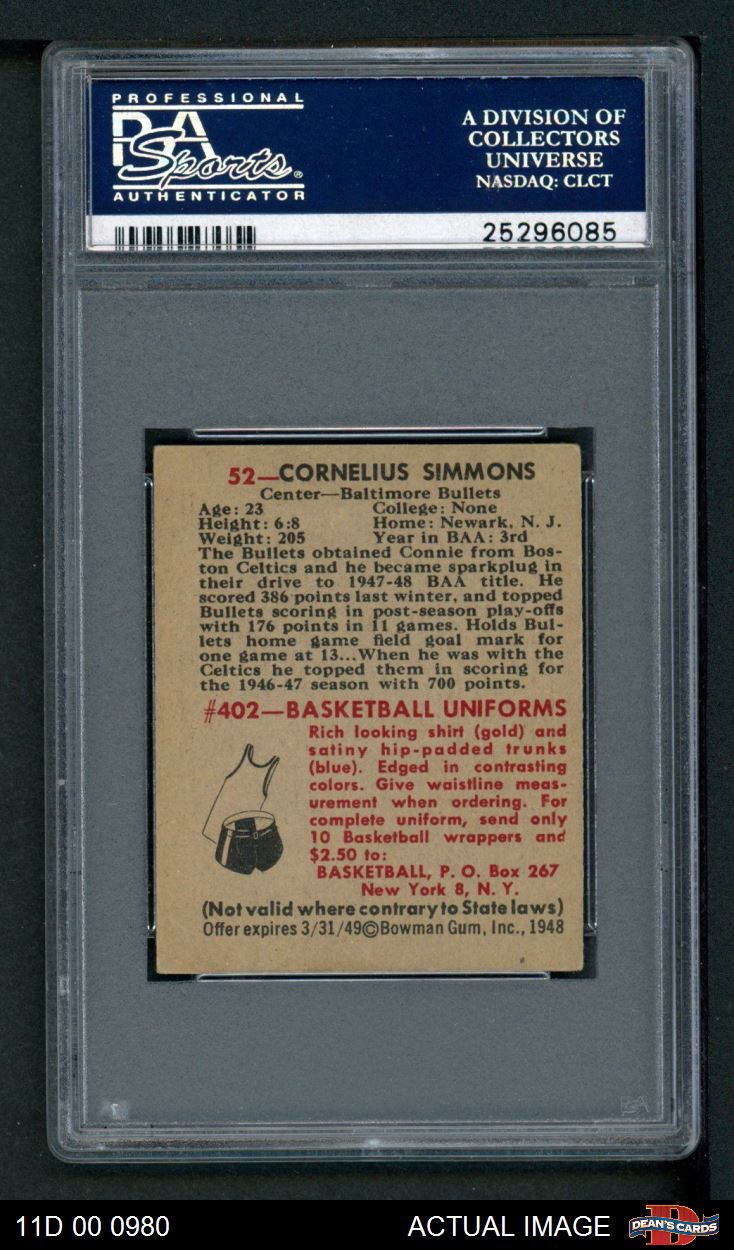 PROFESSIONAL
PSA
Sports®
AUTHENTICATOR
A DIVISION OF
COLLECTORS
UNIVERSE
NASDAQ: CLCT
25296085
52—CORNELIUS SIMMONS
Center—Baltimore Bullets
Age: 23 College: None
Height: 6:8 Home: Newark, N. J.
Weight: 205 Year in BAA: 3rd
The Bullets obtained Connie from Bos-
ton Celtics and he became sparkplug in
their drive to 1947-48 BAA title. He
scored 386 points last winter, and topped
Bullets scoring in post-season play-offs
with 176 points in 11 games. Holds Bul-
lets home game field goal mark for
one game at 13...When he was with the
Celtics he topped them in scoring for
the 1946-47 season with 700 points.
#402—BASKETBALL UNIFORMS
Rich looking shirt (gold) and
satiny hip-padded trunks
(blue). Edged in contrasting
colors. Give waistline meas-
urement when ordering. For
complete uniform, send only
10 Basketball wrappers and
$2.50 to:
BASKETBALL, P. O. Box 267
New York 8, N. Y.
(Not valid where contrary to State laws)
Offer expires 3/31/49©Bowman Gum, Inc., 1948
11D 00 0980
ACTUAL IMAGE
DEAN'S CARDS